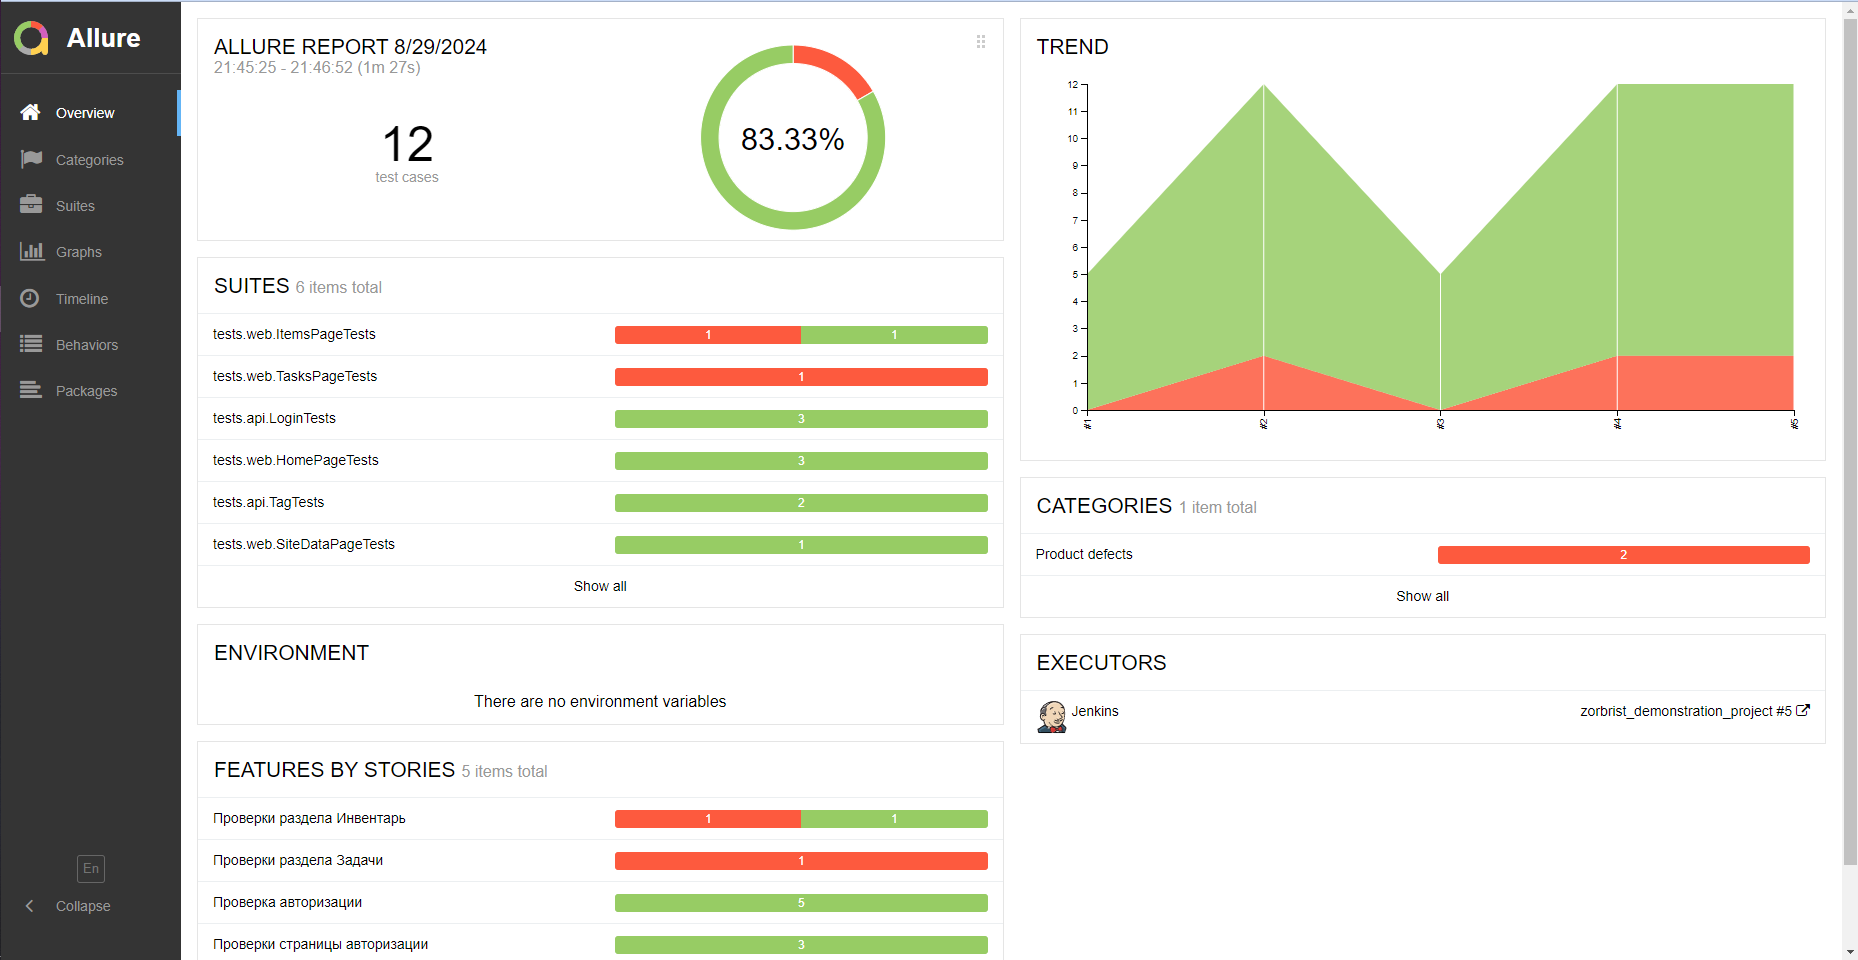 Allure
Overview
Categories
Suites
Graphs
Timeline
Behaviors
Packages
En
Collapse
ALLURE REPORT 8/29/2024
21:45:25 - 21:46:52 (1m 27s)
12
test cases
83.33%
SUITES 6 items total
tests.web.ItemsPageTests 1 1
tests.web.TasksPageTests 1
tests.api.LoginTests 3
tests.web.HomePageTests 3
tests.api.TagTests 2
tests.web.SiteDataPageTests 1
Show all
ENVIRONMENT
There are no environment variables
FEATURES BY STORIES 5 items total
Проверки раздела Инвентарь 1 1
Проверки раздела Задачи 1
Проверка авторизации 5
Проверки страницы авторизации 3
TREND
12
11
10
9
8
7
6
5
4
3
2
1
0
#1 #2 #3 #4 #5
CATEGORIES 1 item total
Product defects 2
Show all
EXECUTORS
Jenkins zorbrist_demonstration_project #5